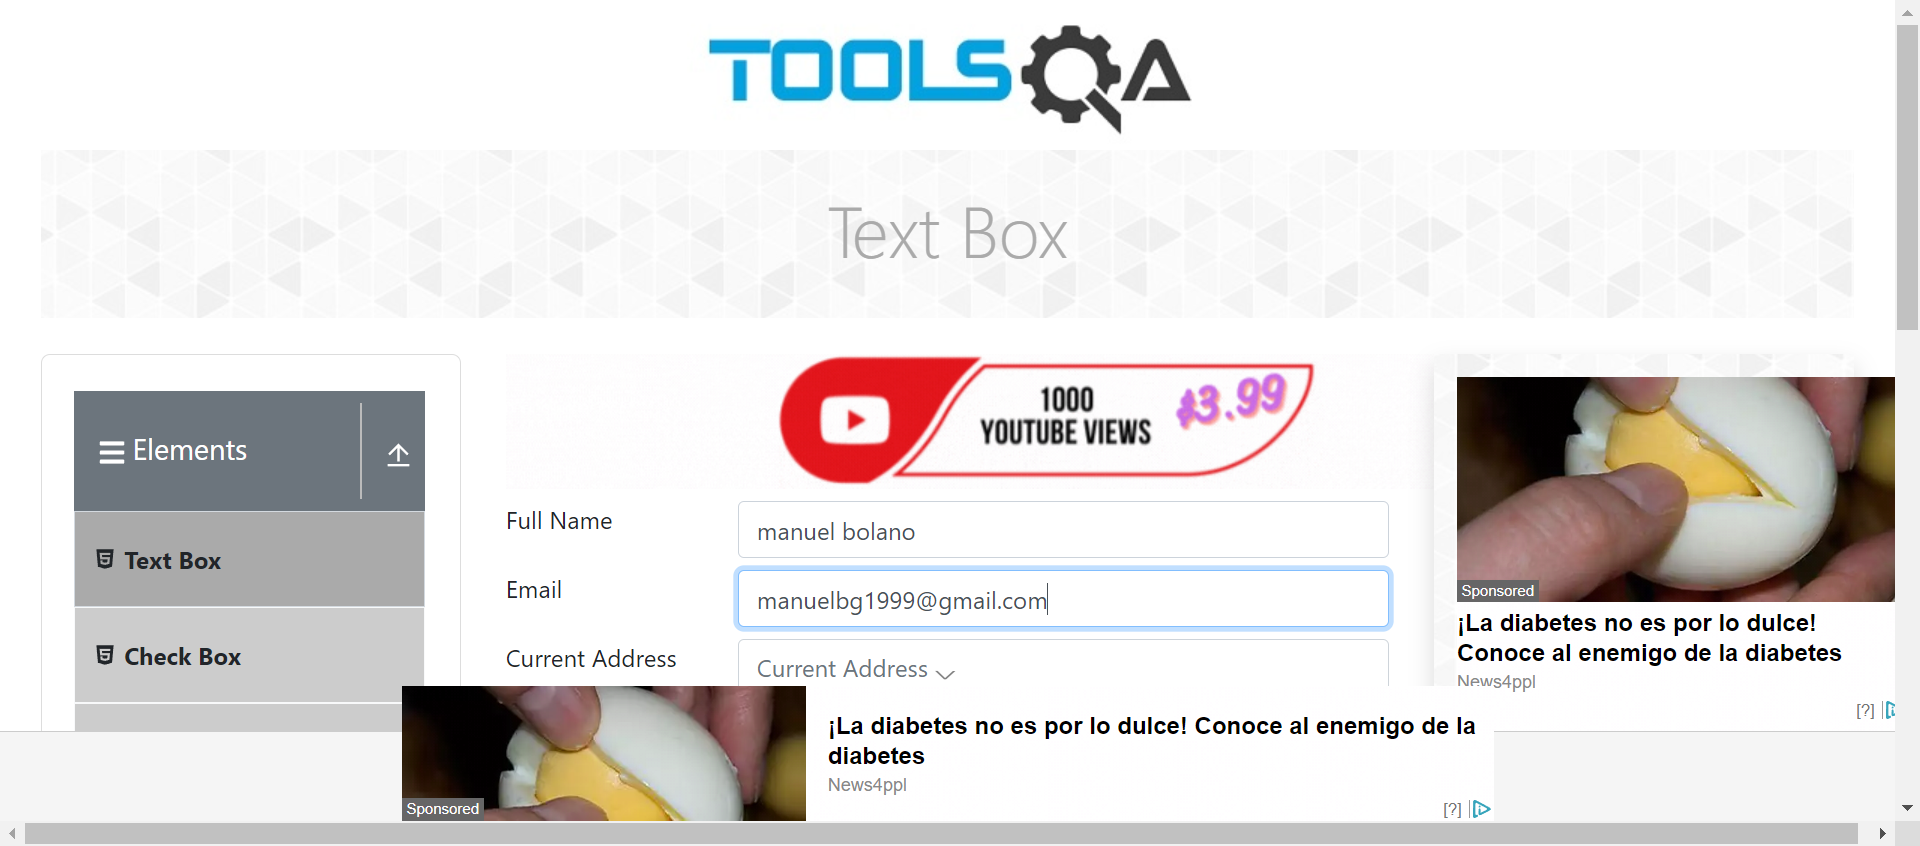 TOOLSQA
Text Box
Elements
Text Box
Check Box
1000
YOUTUBE VIEWS
$3.99
Full Name
manuel bolano
Email
manuelbg1999@gmail.com
Current Address
Current Address
Sponsored
¡La diabetes no es por lo dulce!
Conoce al enemigo de la diabetes
News4ppl
[?]
Sponsored
¡La diabetes no es por lo dulce! Conoce al enemigo de la
diabetes
News4ppl
[?]